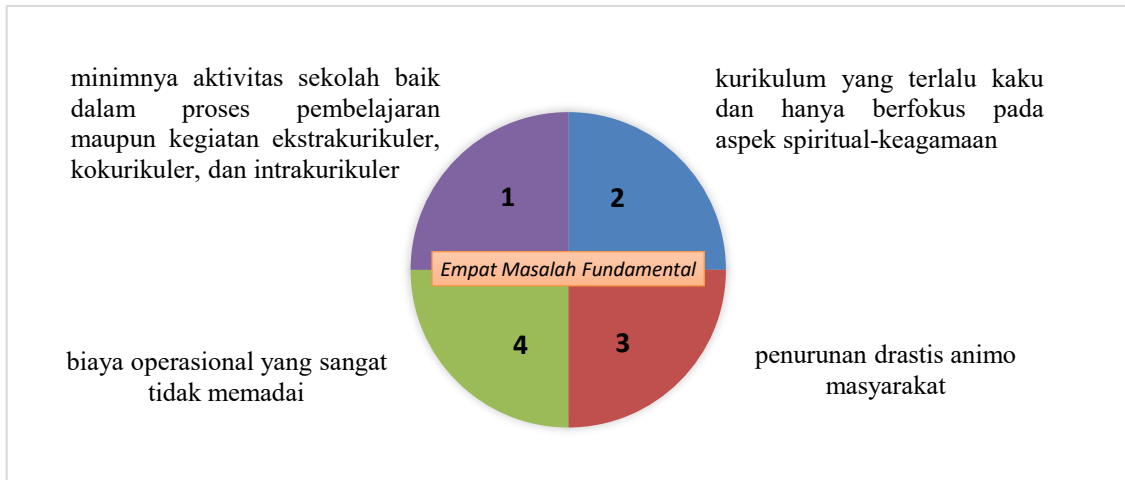 minimnya aktivitas sekolah baik
dalam proses pembelajaran
maupun kegiatan ekstrakurikuler,
kokurikuler, dan intrakurikuler
kurikulum yang terlalu kaku
dan hanya berfokus pada
aspek spiritual-keagamaan
1
2
Empat Masalah Fundamental
4
3
biaya operasional yang sangat
tidak memadai
penurunan drastis animo
masyarakat